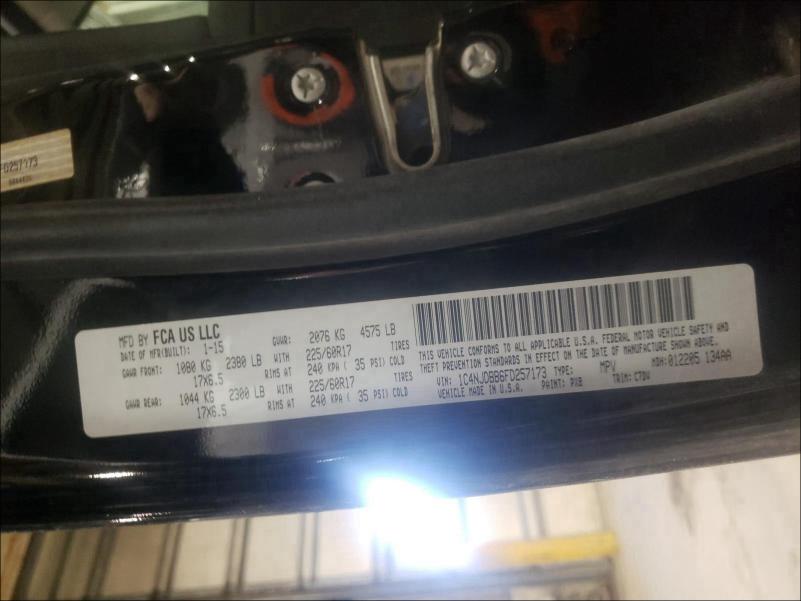 FD257173
MFD BY FCA US LLC GVWR: 2076 KG 4575 LB
DATE OF MFR(BUILT): 1-15
GAWR FRONT: 1080 KG 2380 LB WITH 225/60R17 TIRES
17X6.5 RIMS AT 240 KPA ( 35 PSI) COLD
GAWR REAR: 1044 KG 2300 LB WITH 225/60R17 TIRES
17X6.5 RIMS AT 240 KPA ( 35 PSI) COLD
THIS VEHICLE CONFORMS TO ALL APPLICABLE U.S.A. FEDERAL MOTOR VEHICLE SAFETY AND
THEFT PREVENTION STANDARDS IN EFFECT ON THE DATE OF MANUFACTURE SHOWN ABOVE.
VIN: 1C4NJDBB6FD257173 TYPE: MPV MDH: 012205 134AA
VEHICLE MADE IN U.S.A. PAINT: PX8 TRIM: C7DV